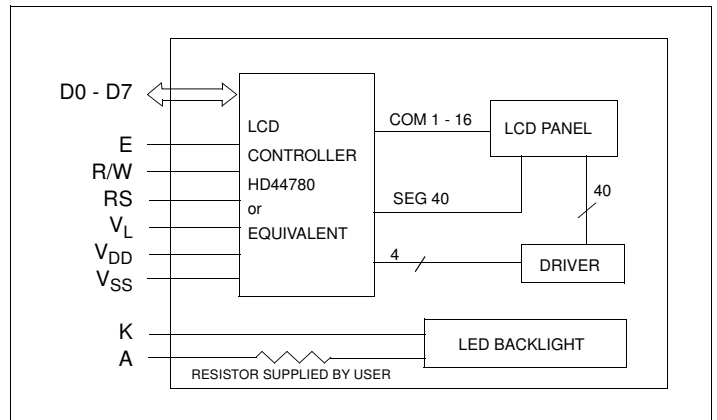 D0 - D7
E
R/W
RS
VL
VDD
VSS
K
A
LCD
CONTROLLER
HD44780
or
EQUIVALENT
COM 1 - 16
LCD PANEL
SEG 40
40
4
DRIVER
LED BACKLIGHT
RESISTOR SUPPLIED BY USER